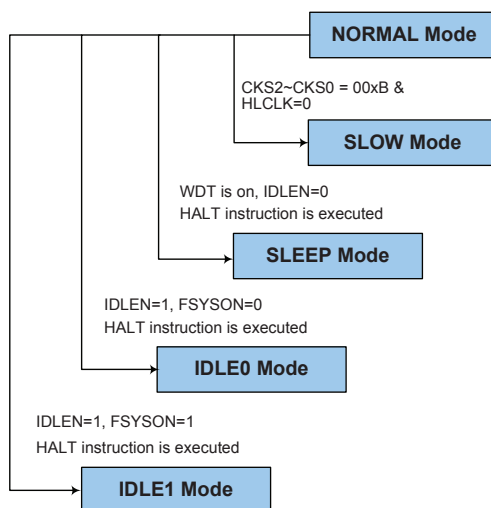 NORMAL Mode
CKS2~CKS0 = 00xB &
HLCLK=0
SLOW Mode
WDT is on, IDLEN=0
HALT instruction is executed
SLEEP Mode
IDLEN=1, FSYSON=0
HALT instruction is executed
IDLE0 Mode
IDLEN=1, FSYSON=1
HALT instruction is executed
IDLE1 Mode